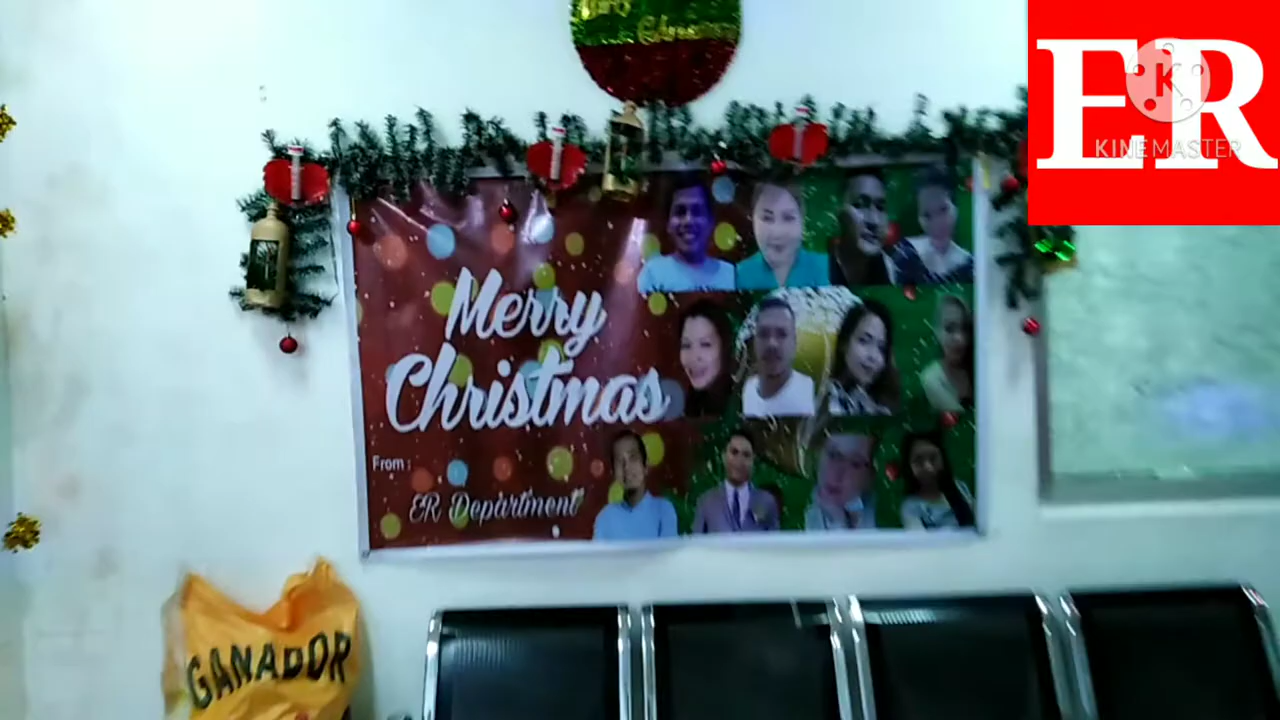 ER
KINEMASTER
Merry
Christmas
From :
ER Department
GANADOR